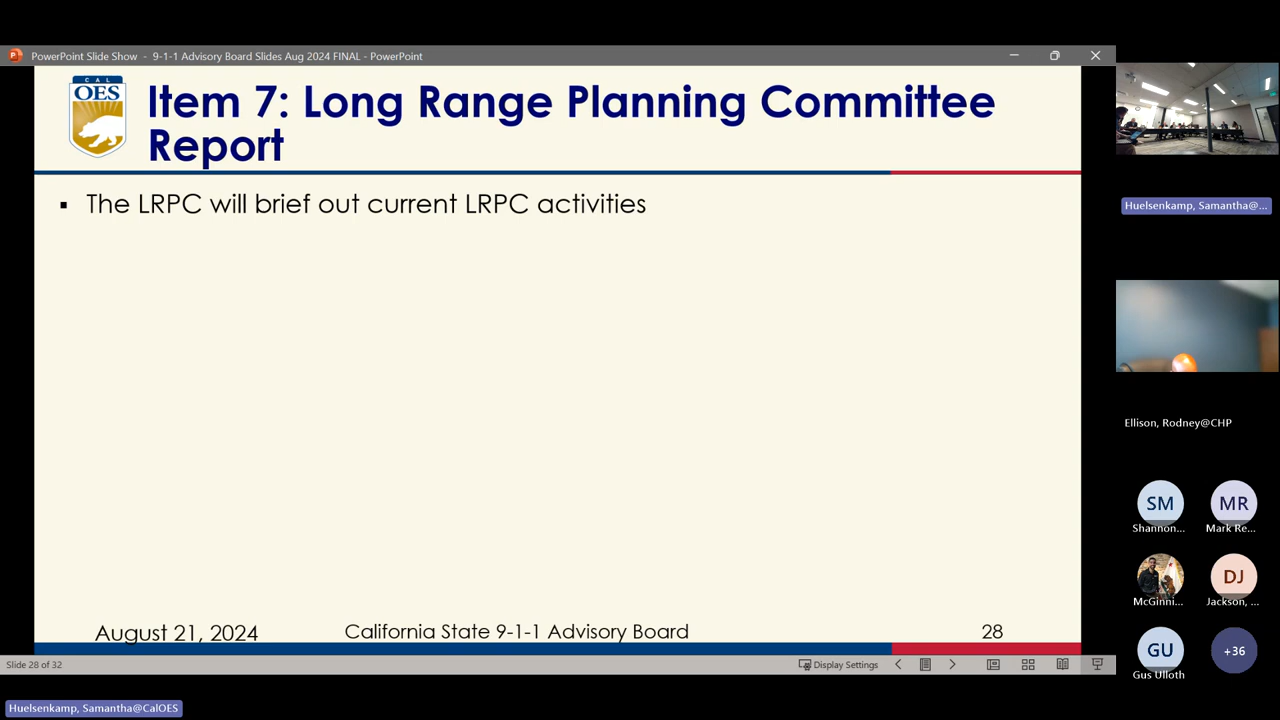 PowerPoint Slide Show - 9-1-1 Advisory Board Slides Aug 2024 FINAL - PowerPoint
CAL
OES
Item 7: Long Range Planning Committee
Report
▪ The LRPC will brief out current LRPC activities
August 21, 2024
California State 9-1-1 Advisory Board
28
Slide 28 of 32
Display Settings
Huelsenkamp, Samantha@CalOES
Huelsenkamp, Samantha@...
Ellison, Rodney@CHP
SM
Shannon...
MR
Mark Re...
McGinni...
DJ
Jackson, ...
GU
Gus Ulloth
+36